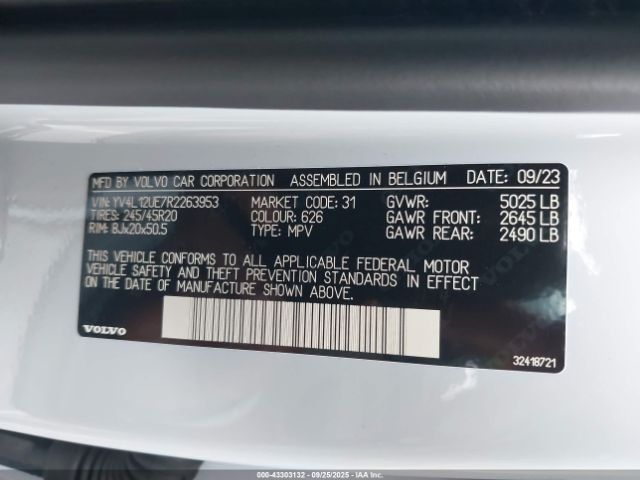 MFD BY VOLVO CAR CORPORATION ASSEMBLED IN BELGIUM DATE: 09/23
VIN: YV4L12UE7R2263953 MARKET CODE: 31 GVWR: 5025 LB
TIRES: 245/45R20 COLOUR: 626 GAWR FRONT: 2645 LB
RIM: 8Jx20x50.5 TYPE: MPV GAWR REAR: 2490 LB
THIS VEHICLE CONFORMS TO ALL APPLICABLE FEDERAL MOTOR
VEHICLE SAFETY AND THEFT PREVENTION STANDARDS IN EFFECT
ON THE DATE OF MANUFACTURE SHOWN ABOVE.
VOLVO
32418721
000-43303132 - 09/25/2025 - IAAI.COM